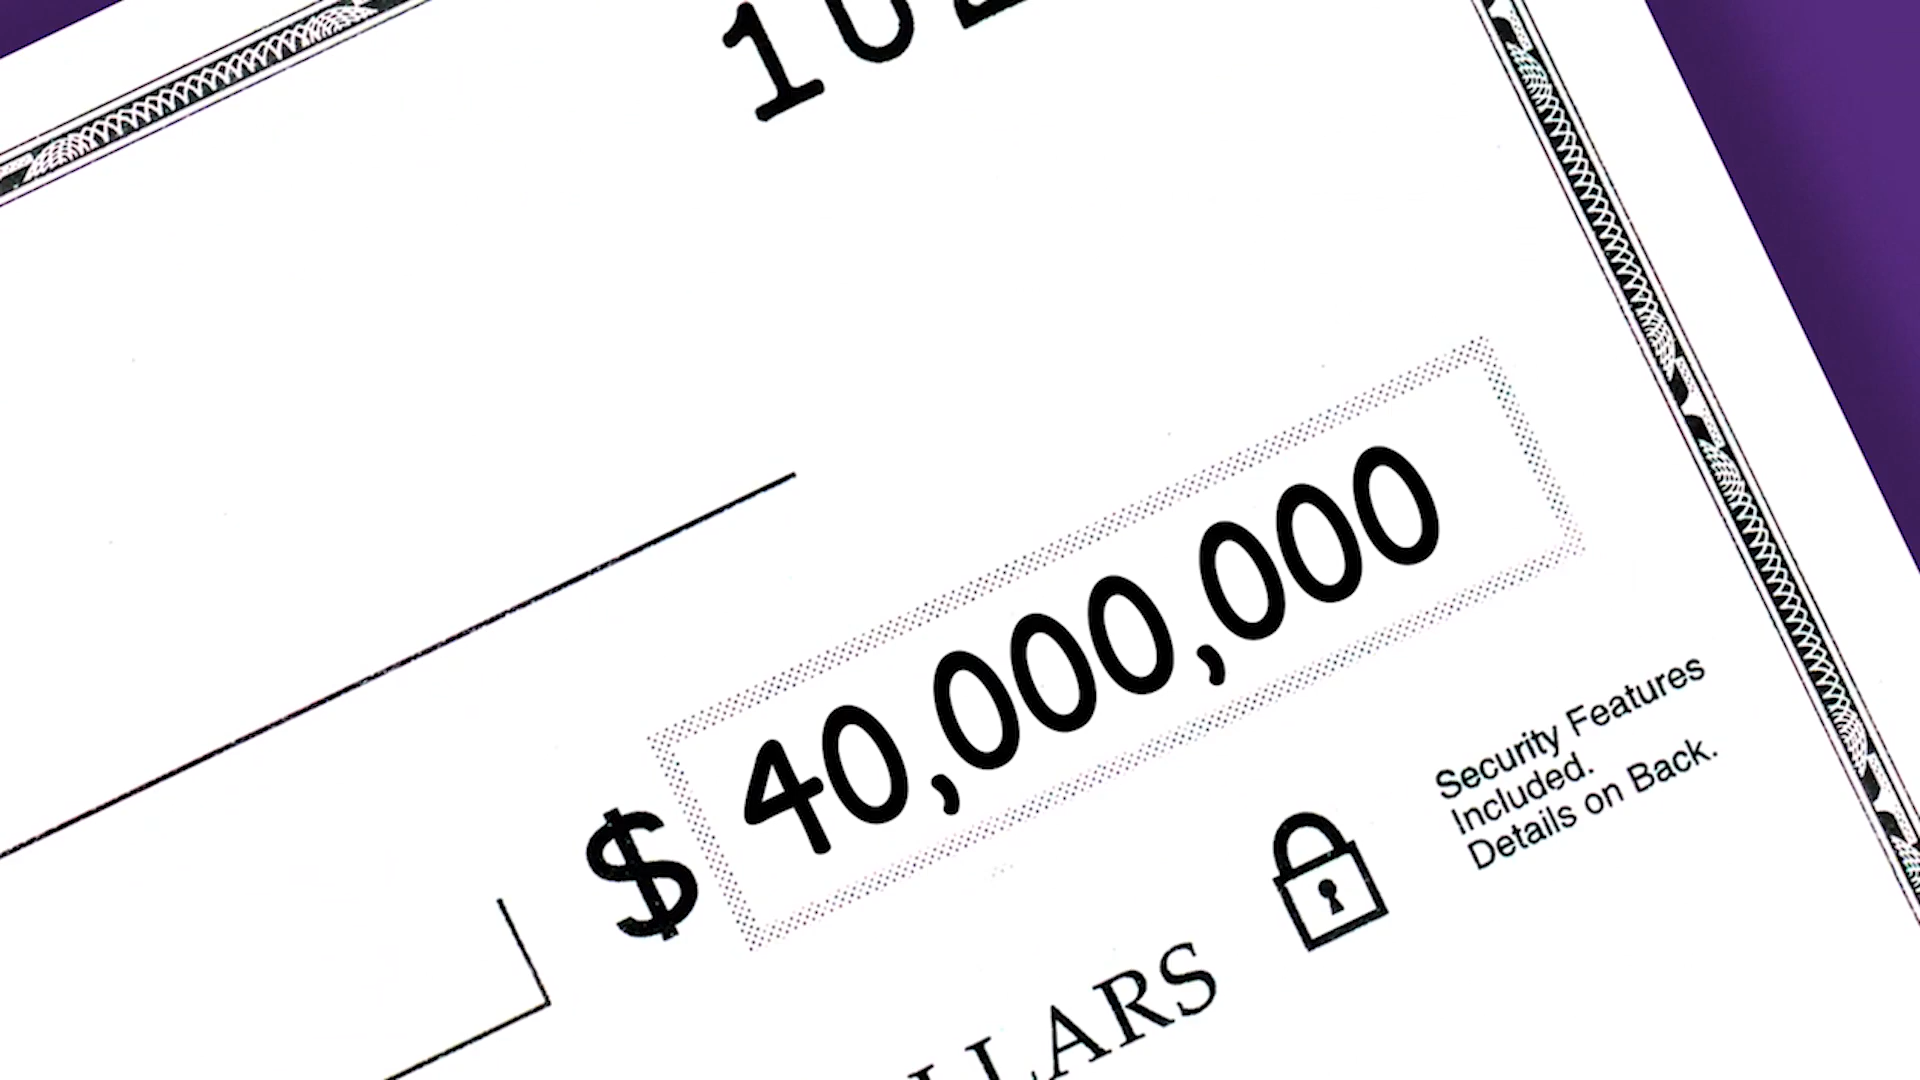 $ 40,000,000
Security Features
Included.
Details on Back.